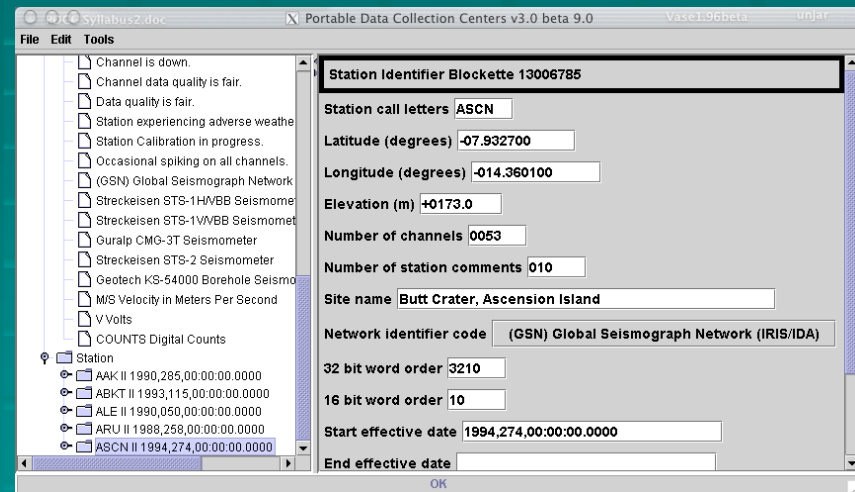 Syllabus2.doc
Portable Data Collection Centers v3.0 beta 9.0
Vase1.96beta
unjar
File Edit Tools
Channel is down.
Channel data quality is fair.
Data quality is fair.
Station experiencing adverse weathe
Station Calibration in progress.
Occasional spiking on all channels.
(GSN) Global Seismograph Network
Streckeisen STS-1H/VBB Seismome
Streckeisen STS-1V/VBB Seismomet
Guralp CMG-3T Seismometer
Streckeisen STS-2 Seismometer
Geotech KS-54000 Borehole Seismo
M/S Velocity in Meters Per Second
V Volts
COUNTS Digital Counts
Station
AAK II 1990,285,00:00:00.0000
ABKT II 1993,115,00:00:00.0000
ALE II 1990,050,00:00:00.0000
ARU II 1988,258,00:00:00.0000
ASCN II 1994,274,00:00:00.0000
Station Identifier Blockette 13006785
Station call letters ASCN
Latitude (degrees) -07.932700
Longitude (degrees) -014.360100
Elevation (m) +0173.0
Number of channels 0053
Number of station comments 010
Site name Butt Crater, Ascension Island
Network identifier code (GSN) Global Seismograph Network (IRIS/IDA)
32 bit word order 3210
16 bit word order 10
Start effective date 1994,274,00:00:00.0000
End effective date
OK